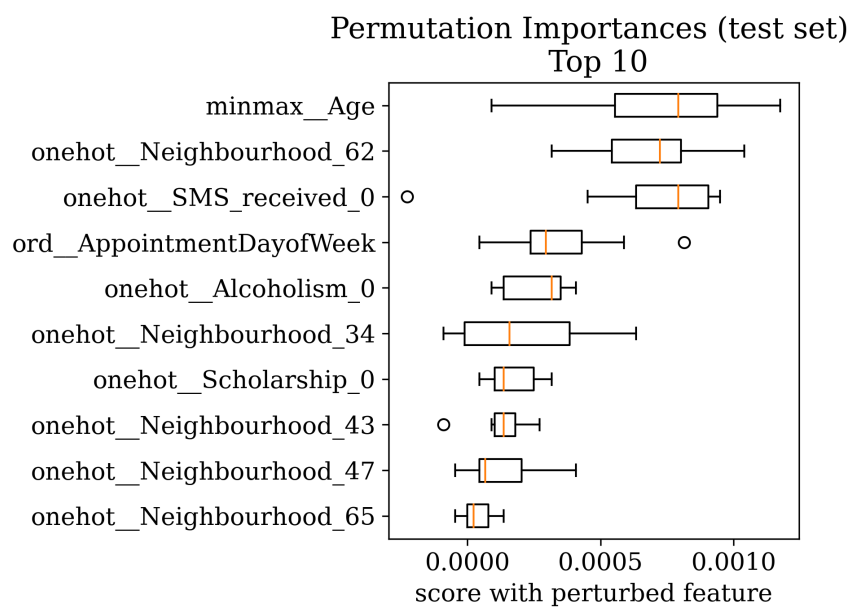 Permutation Importances (test set)
Top 10
minmax__Age
onehot__Neighbourhood_62
onehot__SMS_received_0
ord__AppointmentDayofWeek
onehot__Alcoholism_0
onehot__Neighbourhood_34
onehot__Scholarship_0
onehot__Neighbourhood_43
onehot__Neighbourhood_47
onehot__Neighbourhood_65
0.0000 0.0005 0.0010
score with perturbed feature